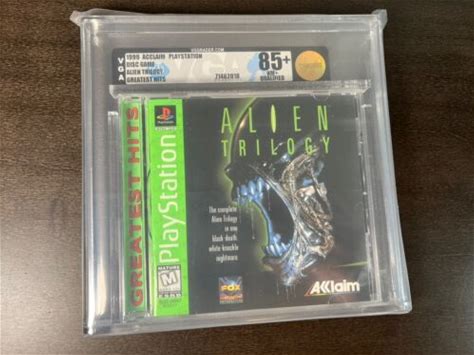 VGA
1999 ACCLAIM PLAYSTATION
DISC GAME
ALIEN TRILOGY
GREATEST HITS
85+
NM+
QUALIFIED
GREATEST HITS
PlayStation
ALIEN
TRILOGY
The complete
Alien Trilogy
in one
black death
white knuckle
nightmare
MATURE
M
FOX
AKclaim